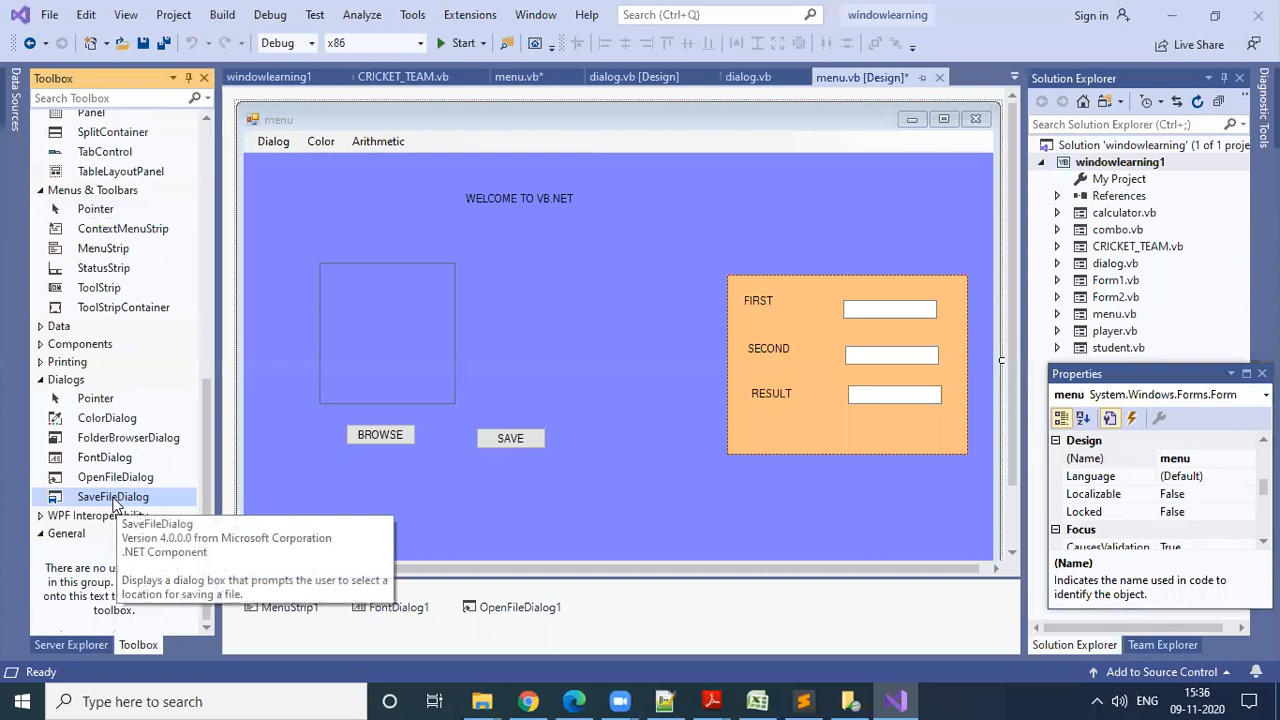 File Edit View Project Build Debug Test Analyze Tools Extensions Window Help Search (Ctrl+Q) windowlearning Sign in
Debug x86 Start Live Share
Data Sources
Toolbox
Search Toolbox
Panel
SplitContainer
TabControl
TableLayoutPanel
Menus & Toolbars
Pointer
ContextMenuStrip
MenuStrip
StatusStrip
ToolStrip
ToolStripContainer
Data
Components
Printing
Dialogs
Pointer
ColorDialog
FolderBrowserDialog
FontDialog
OpenFileDialog
SaveFileDialog
WPF Interoperability
General
There are no u
in this group.
onto this text t
toolbox.
SaveFileDialog
Version 4.0.0.0 from Microsoft Corporation
.NET Component
Displays a dialog box that prompts the user to select a
location for saving a file.
Server Explorer Toolbox
windowlearning1 CRICKET_TEAM.vb menu.vb* dialog.vb [Design] dialog.vb menu.vb [Design]*
menu
Dialog Color Arithmetic
WELCOME TO VB.NET
FIRST
SECOND
RESULT
BROWSE
SAVE
MenuStrip1 FontDialog1 OpenFileDialog1
Solution Explorer
Search Solution Explorer (Ctrl+;)
Solution 'windowlearning' (1 of 1 proje
windowlearning1
My Project
References
calculator.vb
combo.vb
CRICKET_TEAM.vb
dialog.vb
Form1.vb
Form2.vb
menu.vb
player.vb
student.vb
Properties
menu System.Windows.Forms.Form
Design
(Name) menu
Language (Default)
Localizable False
Locked False
Focus
CausesValidation True
(Name)
Indicates the name used in code to
identify the object.
Solution Explorer Team Explorer
Diagnostic Tools
Ready Add to Source Control
Type here to search
ENG
15:36
09-11-2020